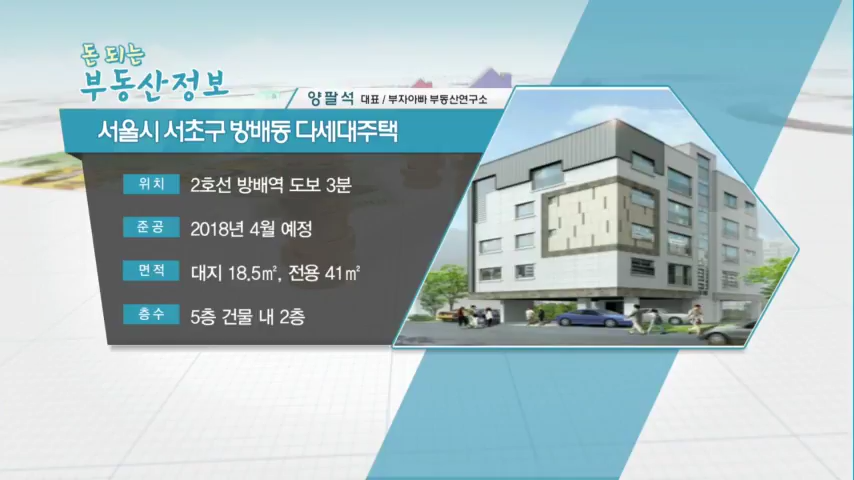 돈 되는
부동산정보
양팔석 대표 / 부자아빠 부동산연구소
서울시 서초구 방배동 다세대주택
위치 2호선 방배역 도보 3분
준공 2018년 4월 예정
면적 대지 18.5㎡, 전용 41㎡
층수 5층 건물 내 2층